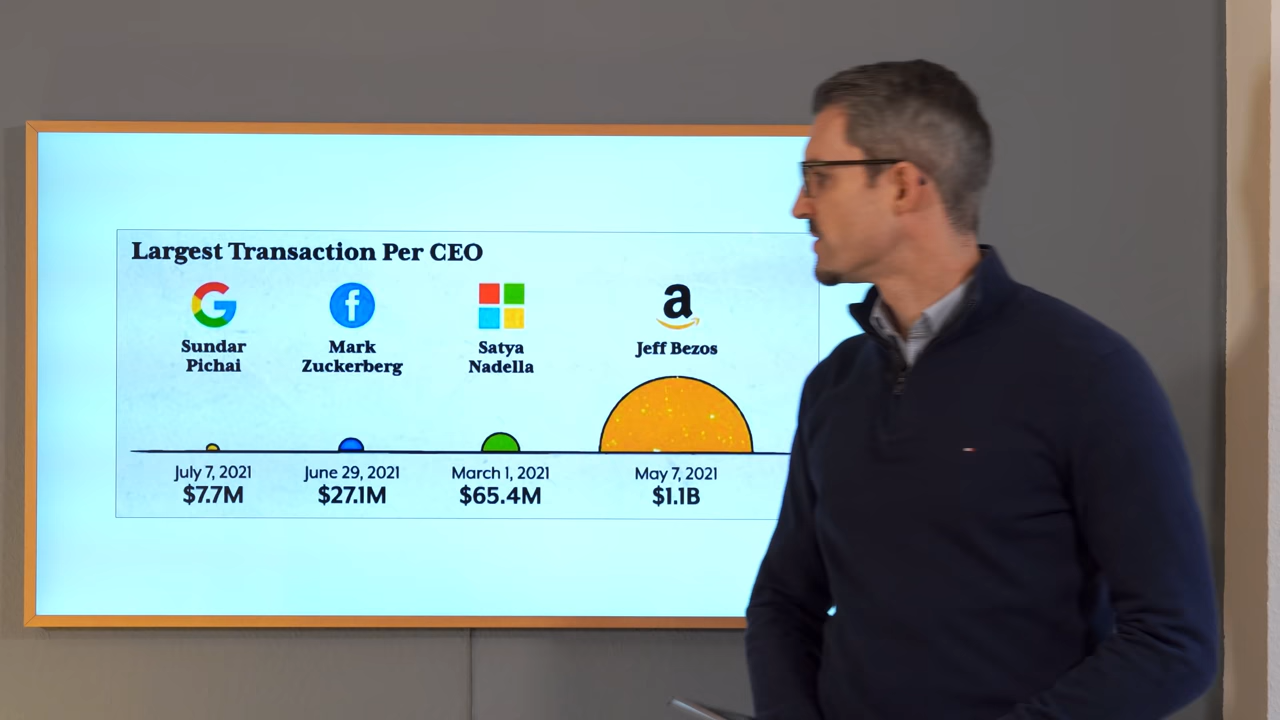 Largest Transaction Per CEO
Sundar
Pichai
Mark
Zuckerberg
Satya
Nadella
Jeff Bezos
July 7, 2021
$7.7M
June 29, 2021
$27.1M
March 1, 2021
$65.4M
May 7, 2021
$1.1B